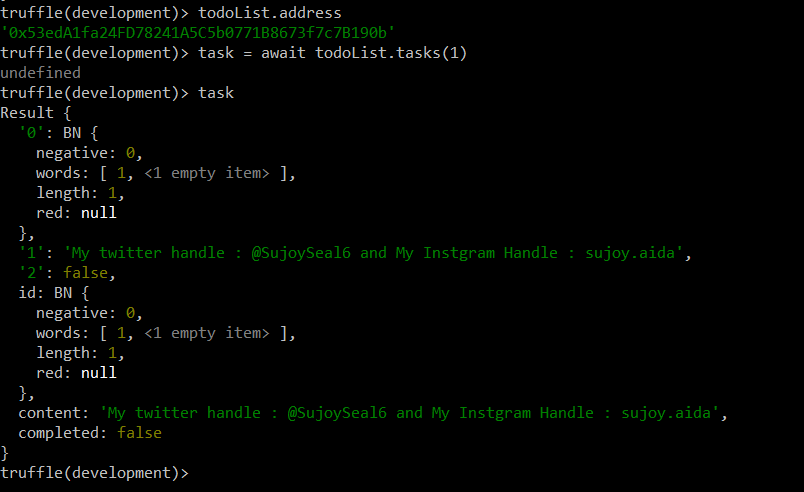 truffle(development)> todoList.address
'0x53edA1fa24FD78241A5C5b0771B8673f7c7B190b'
truffle(development)> task = await todoList.tasks(1)
undefined
truffle(development)> task
Result {
  '0': BN {
    negative: 0,
    words: [ 1, <1 empty item> ],
    length: 1,
    red: null
  },
  '1': 'My twitter handle : @SujoySeal6 and My Instgram Handle : sujoy.aida',
  '2': false,
  id: BN {
    negative: 0,
    words: [ 1, <1 empty item> ],
    length: 1,
    red: null
  },
  content: 'My twitter handle : @SujoySeal6 and My Instgram Handle : sujoy.aida',
  completed: false
}
truffle(development)>